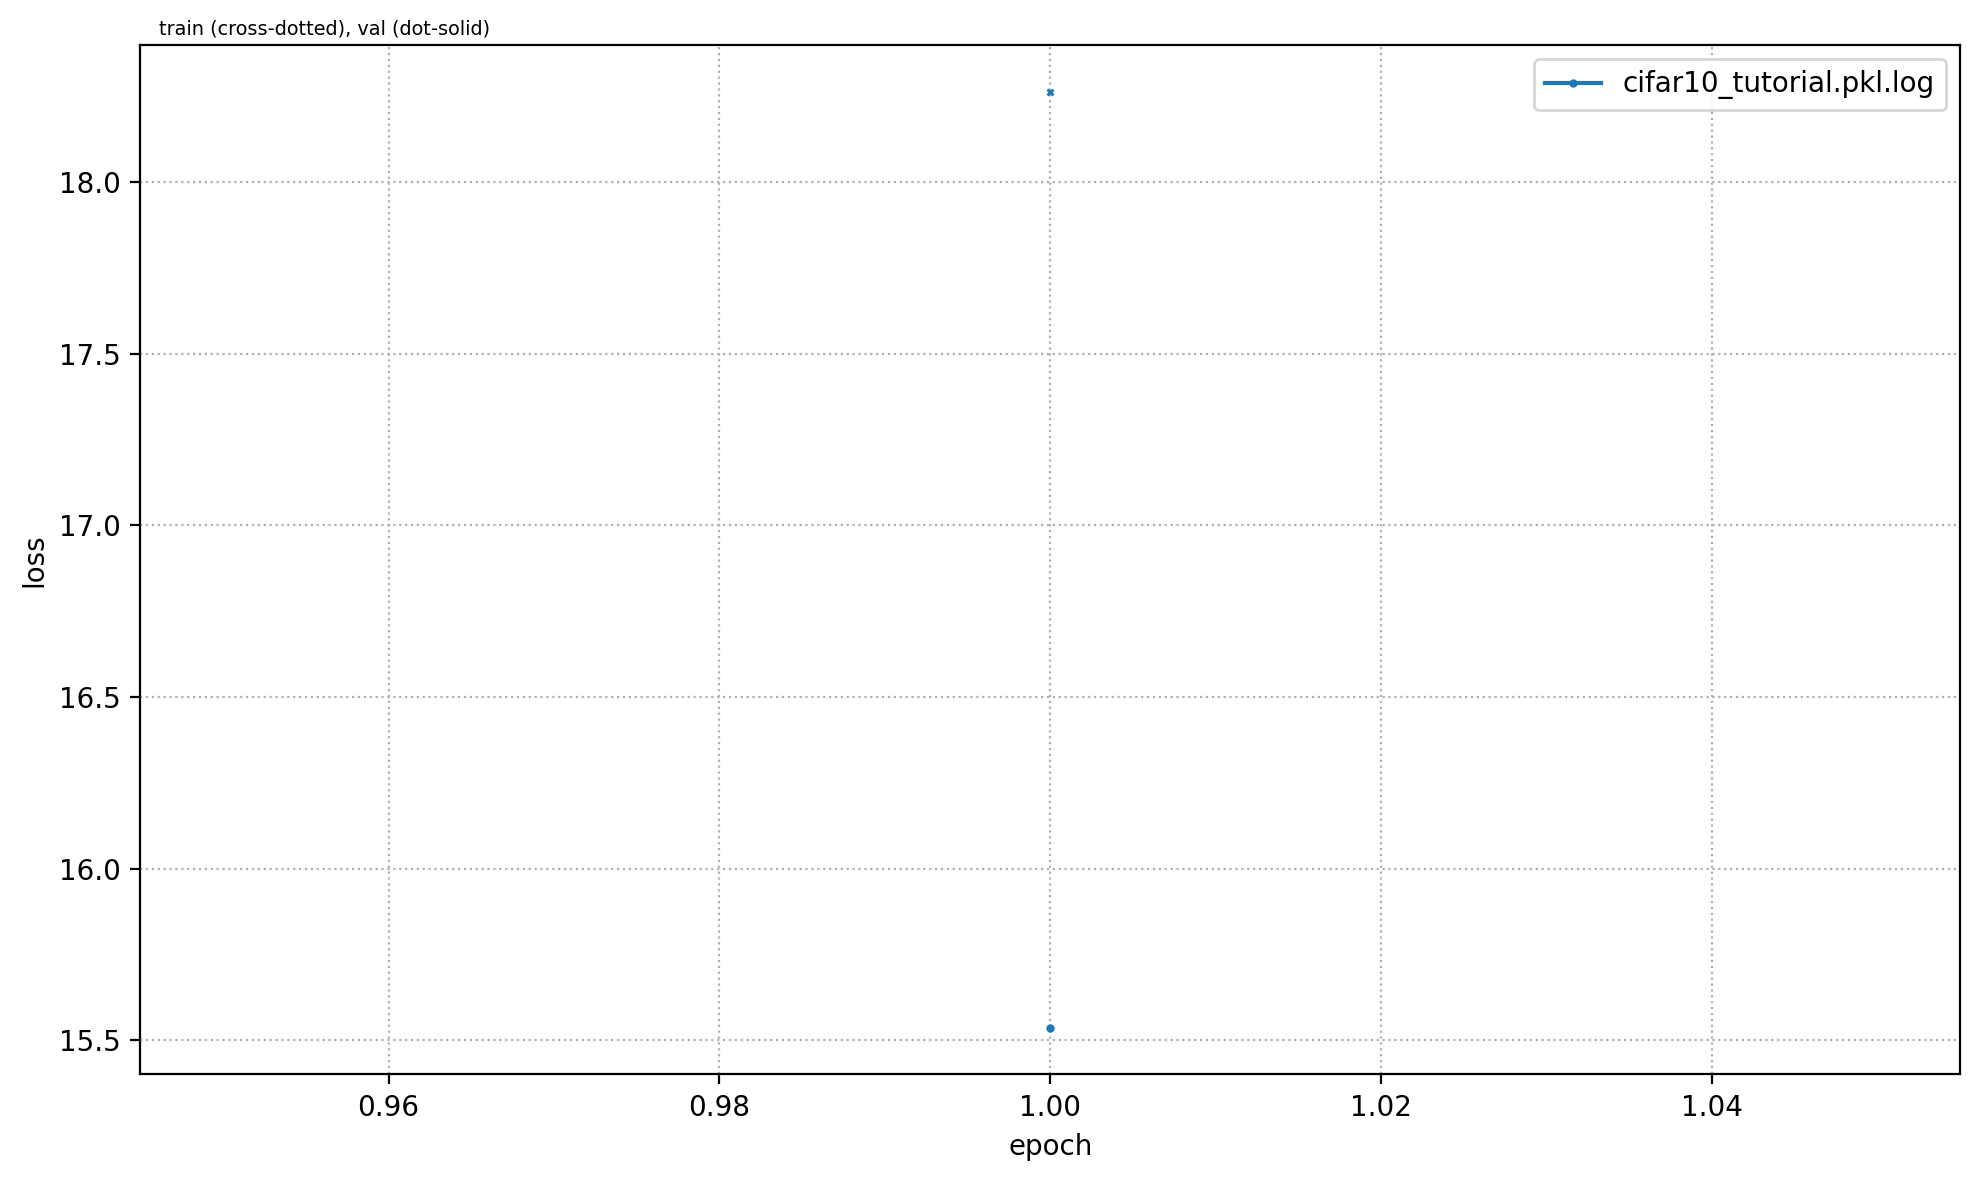 train (cross-dotted), val (dot-solid)
cifar10_tutorial.pkl.log
18.0
17.5
17.0
16.5
16.0
15.5
loss
0.96 0.98 1.00 1.02 1.04
epoch